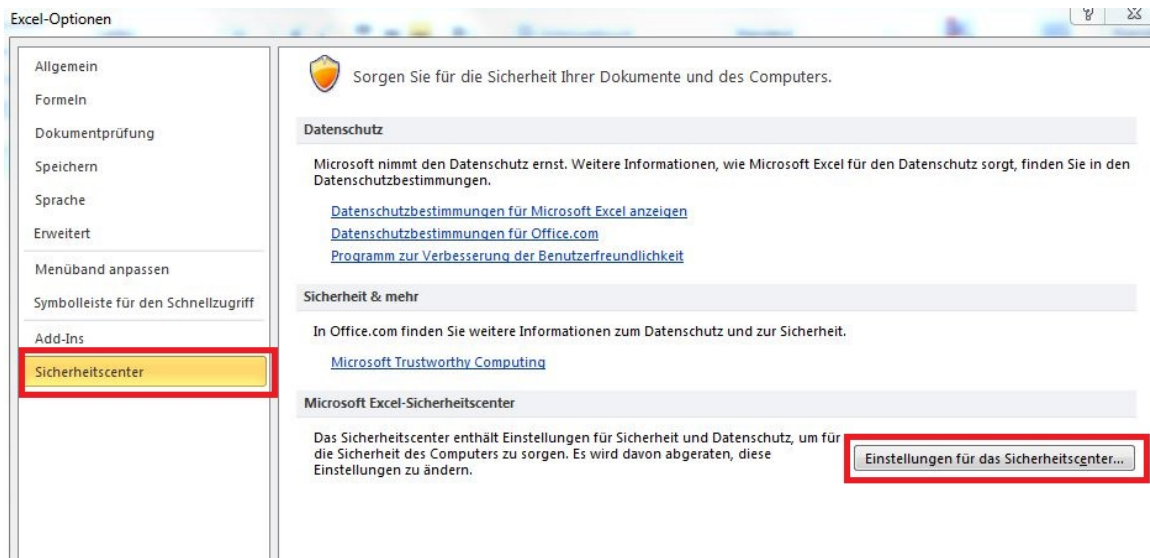 Excel-Optionen
Allgemein
Formeln
Dokumentprüfung
Speichern
Sprache
Erweitert
Menüband anpassen
Symbolleiste für den Schnellzugriff
Add-Ins
Sicherheitscenter
Sorgen Sie für die Sicherheit Ihrer Dokumente und des Computers.
Datenschutz
Microsoft nimmt den Datenschutz ernst. Weitere Informationen, wie Microsoft Excel für den Datenschutz sorgt, finden Sie in den
Datenschutzbestimmungen.
Datenschutzbestimmungen für Microsoft Excel anzeigen
Datenschutzbestimmungen für Office.com
Programm zur Verbesserung der Benutzerfreundlichkeit
Sicherheit & mehr
In Office.com finden Sie weitere Informationen zum Datenschutz und zur Sicherheit.
Microsoft Trustworthy Computing
Microsoft Excel-Sicherheitscenter
Das Sicherheitscenter enthält Einstellungen für Sicherheit und Datenschutz, um für
die Sicherheit des Computers zu sorgen. Es wird davon abgeraten, diese
Einstellungen zu ändern.
Einstellungen für das Sicherheitscenter...